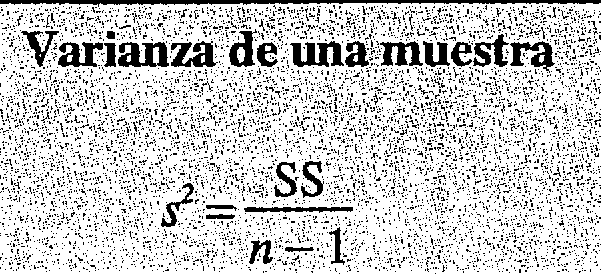 Varianza de una muestra
s² = SS / n − 1